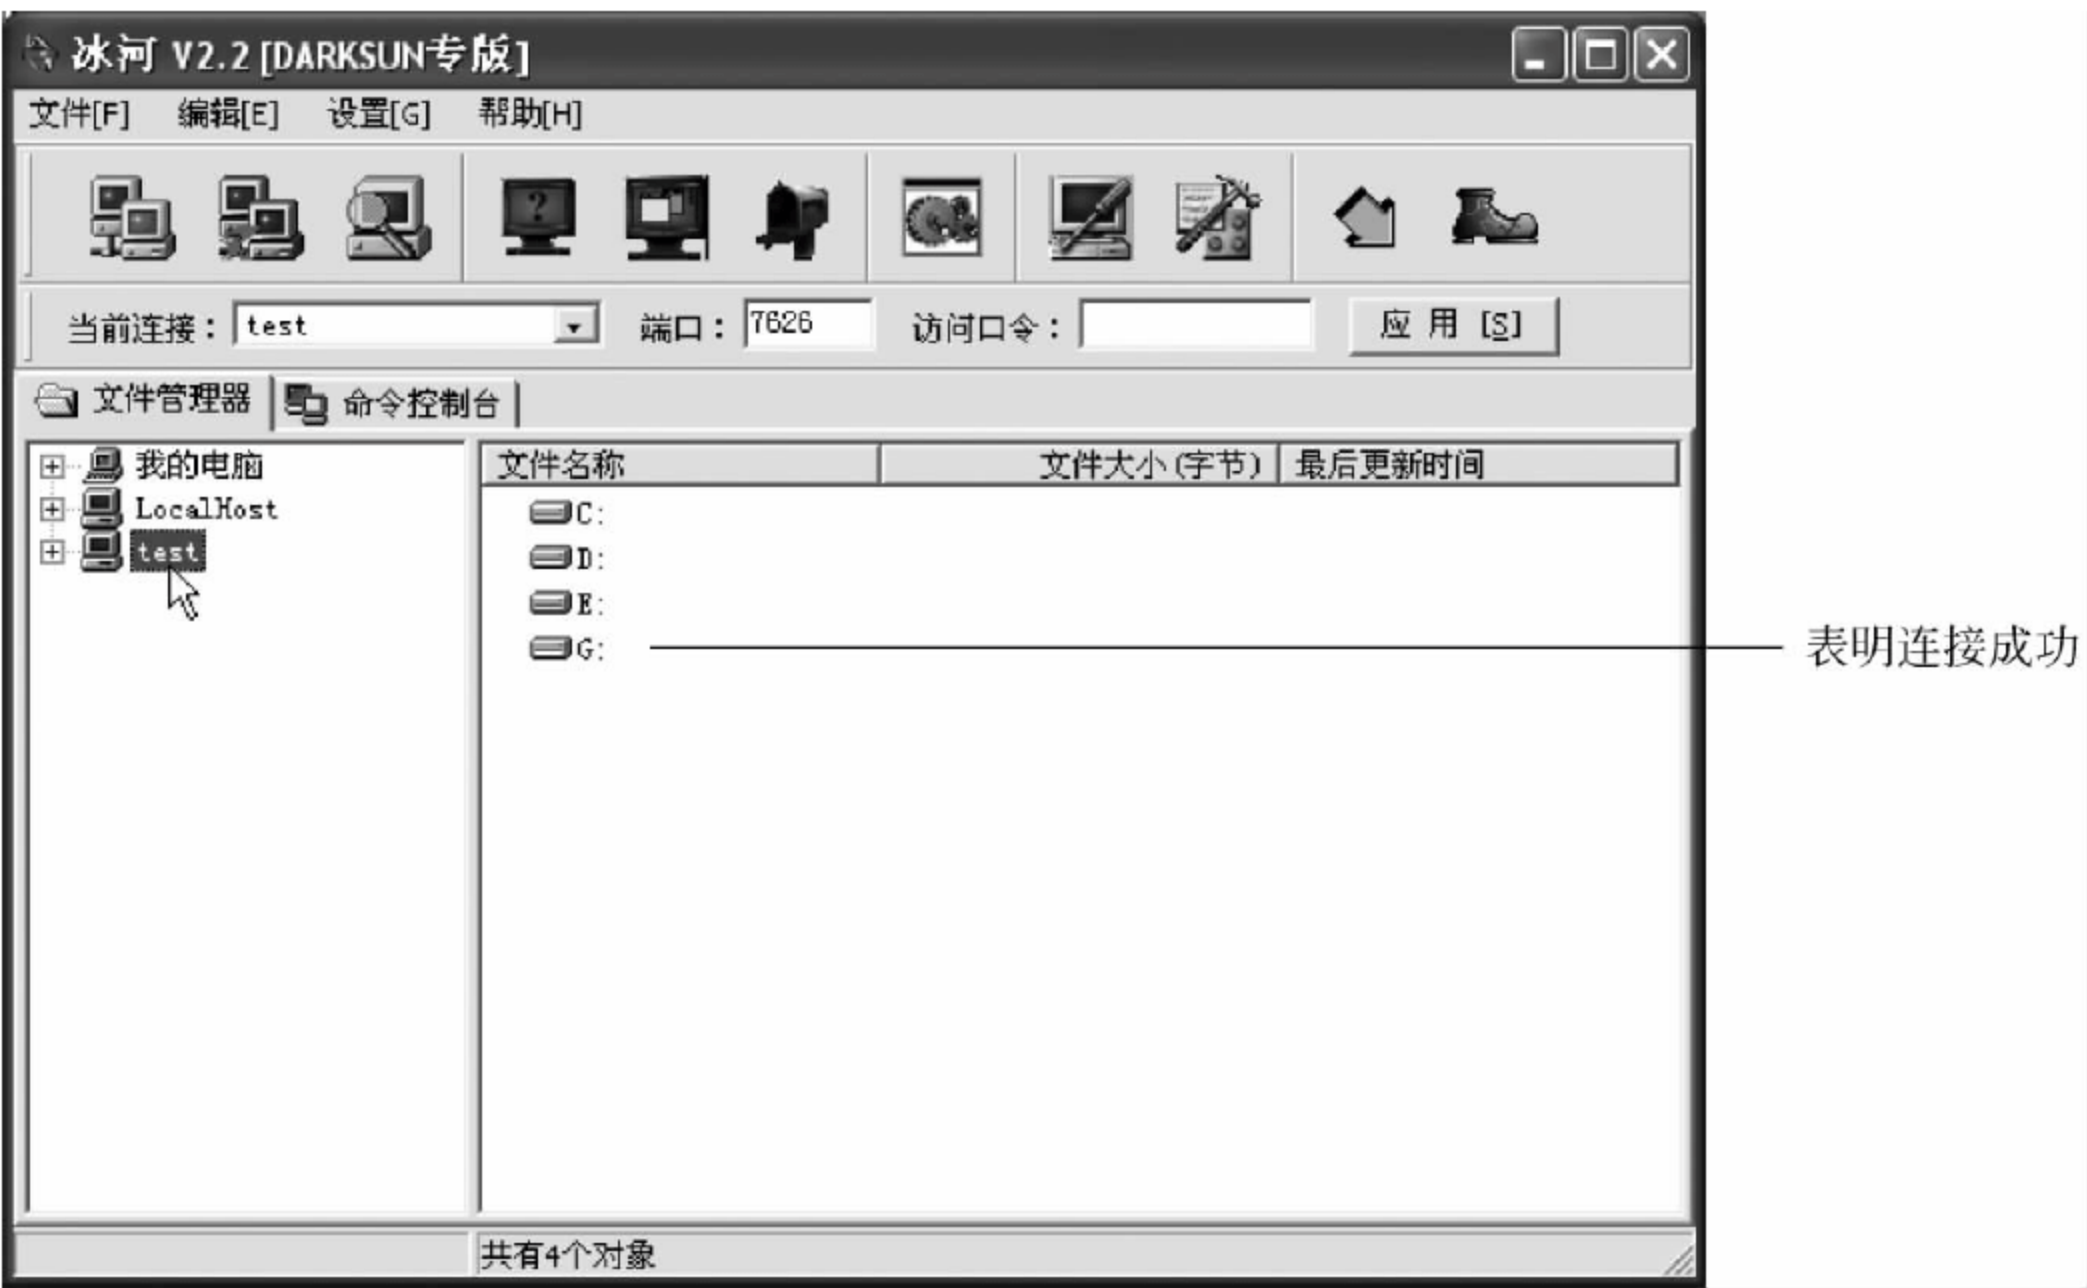 冰河 V2.2 [DARKSUN专版]
文件[F] 编辑[E] 设置[G] 帮助[H]
?
当前连接： test 端口： 7626 访问口令： 应 用 [S]
文件管理器 命令控制台
我的电脑
LocalHost
test
文件名称 文件大小(字节) 最后更新时间
C:
D:
E:
G:
表明连接成功
共有4个对象